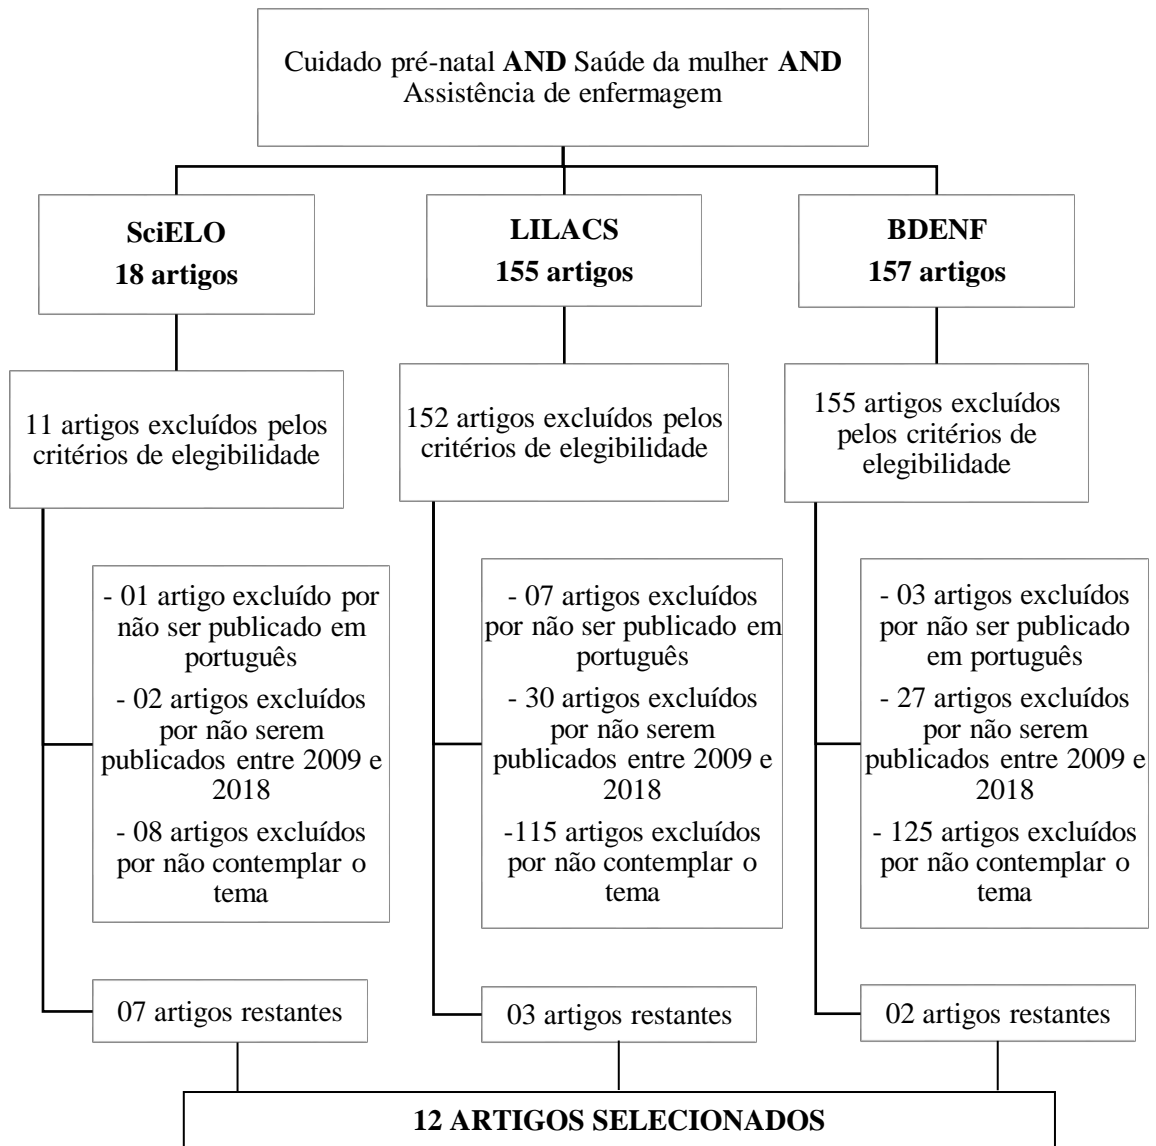 Cuidado pré-natal AND Saúde da mulher AND
Assistência de enfermagem
SciELO
18 artigos
LILACS
155 artigos
BDENF
157 artigos
11 artigos excluídos pelos
critérios de elegibilidade
152 artigos excluídos pelos
critérios de elegibilidade
155 artigos excluídos
pelos critérios de
elegibilidade
- 01 artigo excluído por
não ser publicado em
português
- 02 artigos excluídos
por não serem
publicados entre 2009 e
2018
- 08 artigos excluídos
por não contemplar o
tema
- 07 artigos excluídos
por não ser publicado em
português
- 30 artigos excluídos
por não serem
publicados entre 2009 e
2018
-115 artigos excluídos
por não contemplar o
tema
- 03 artigos excluídos
por não ser publicado
em português
- 27 artigos excluídos
por não serem
publicados entre 2009 e
2018
- 125 artigos excluídos
por não contemplar o
tema
07 artigos restantes
03 artigos restantes
02 artigos restantes
12 ARTIGOS SELECIONADOS